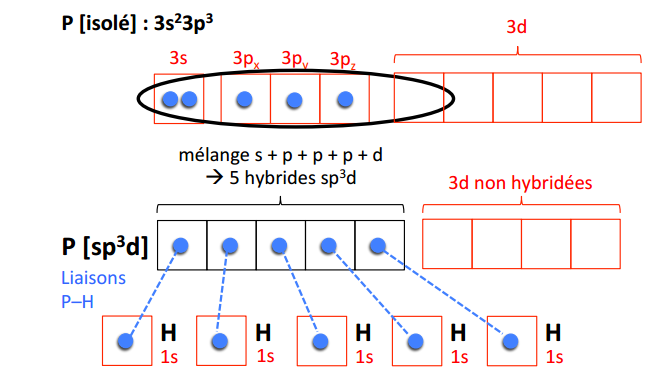 P [isolé] : 3s²3p³
3d
3s 3pₓ 3pᵧ 3p_z
mélange s + p + p + p + d
→ 5 hybrides sp³d
3d non hybridées
P [sp³d]
Liaisons
P–H
H H H H H
1s 1s 1s 1s 1s